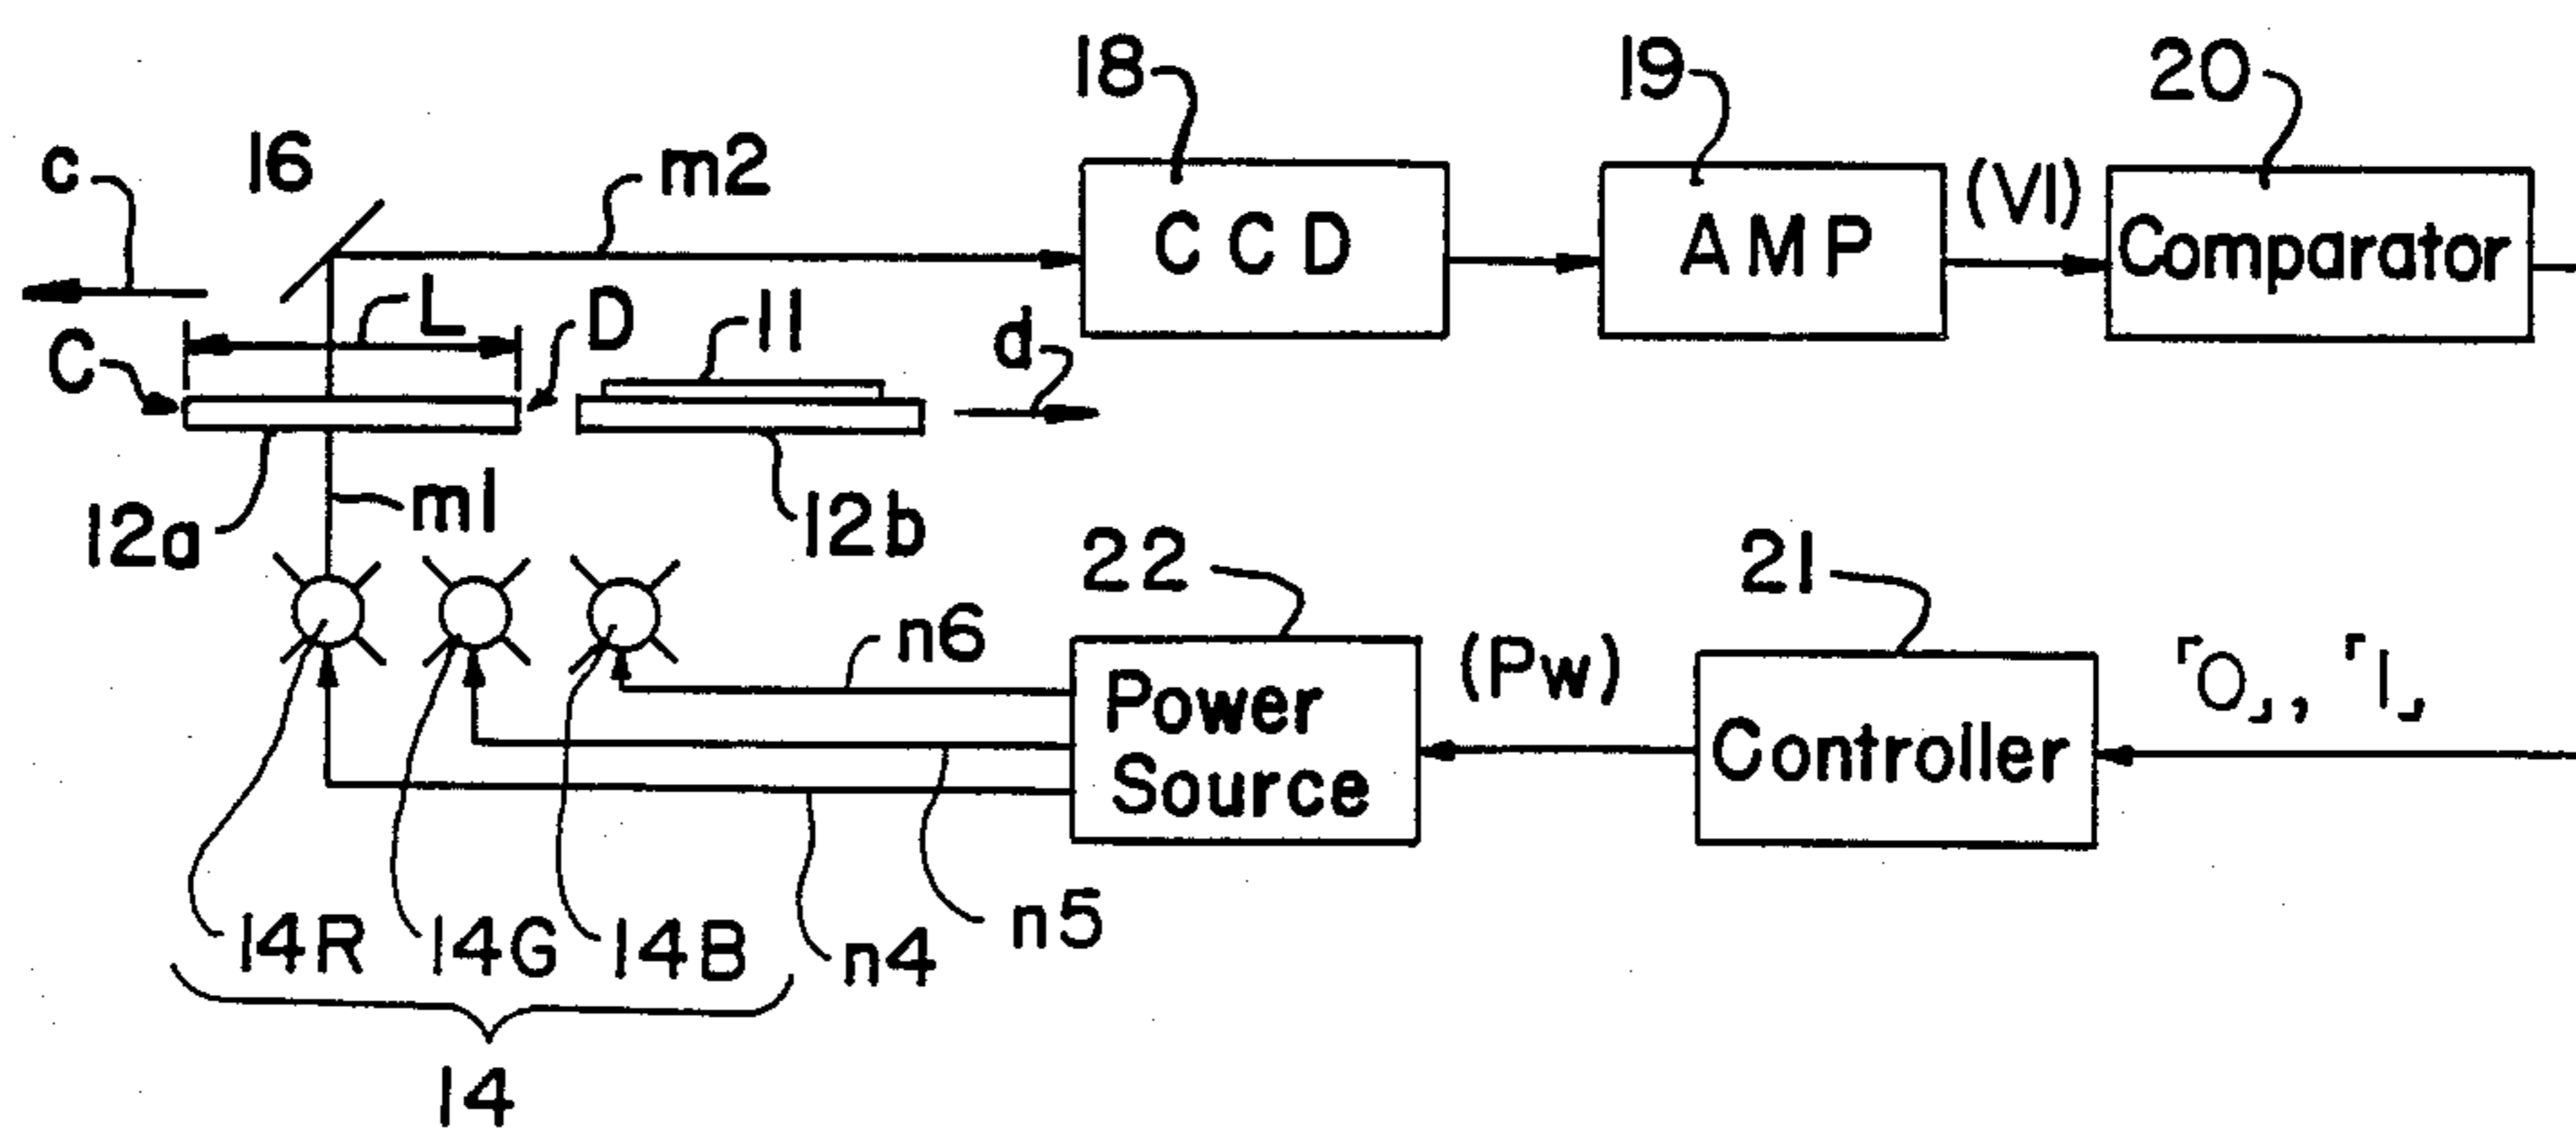 18
19
20
16
c
m2
(V1)
CCD
AMP
Comparator
L
D
11
d
C
12a
m1
12b
22
21
n6
(Pw)
「0」, 「1」
Power
Source
Controller
14R
14G
14B
n4
n5
14